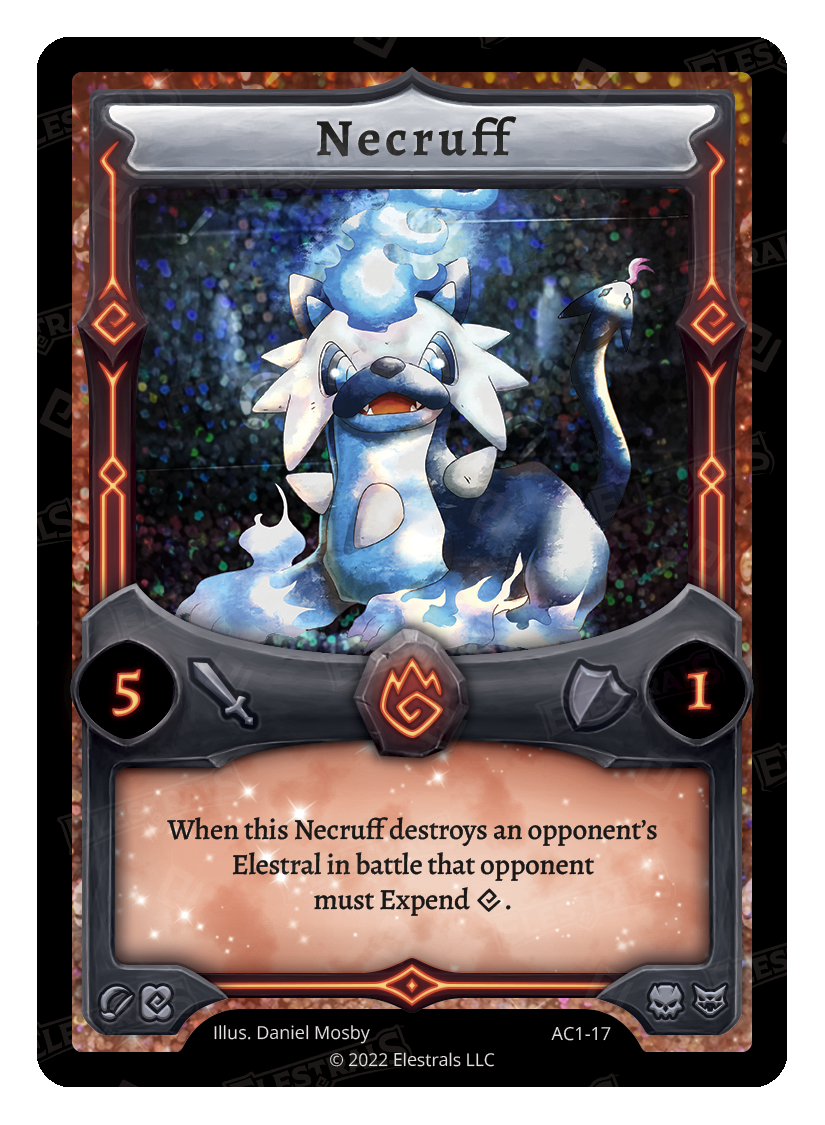 Necruff
5
1
When this Necruff destroys an opponent’s
Elestral in battle that opponent
must Expend .
Illus. Daniel Mosby
AC1-17
© 2022 Elestrals LLC
ELESTRALS